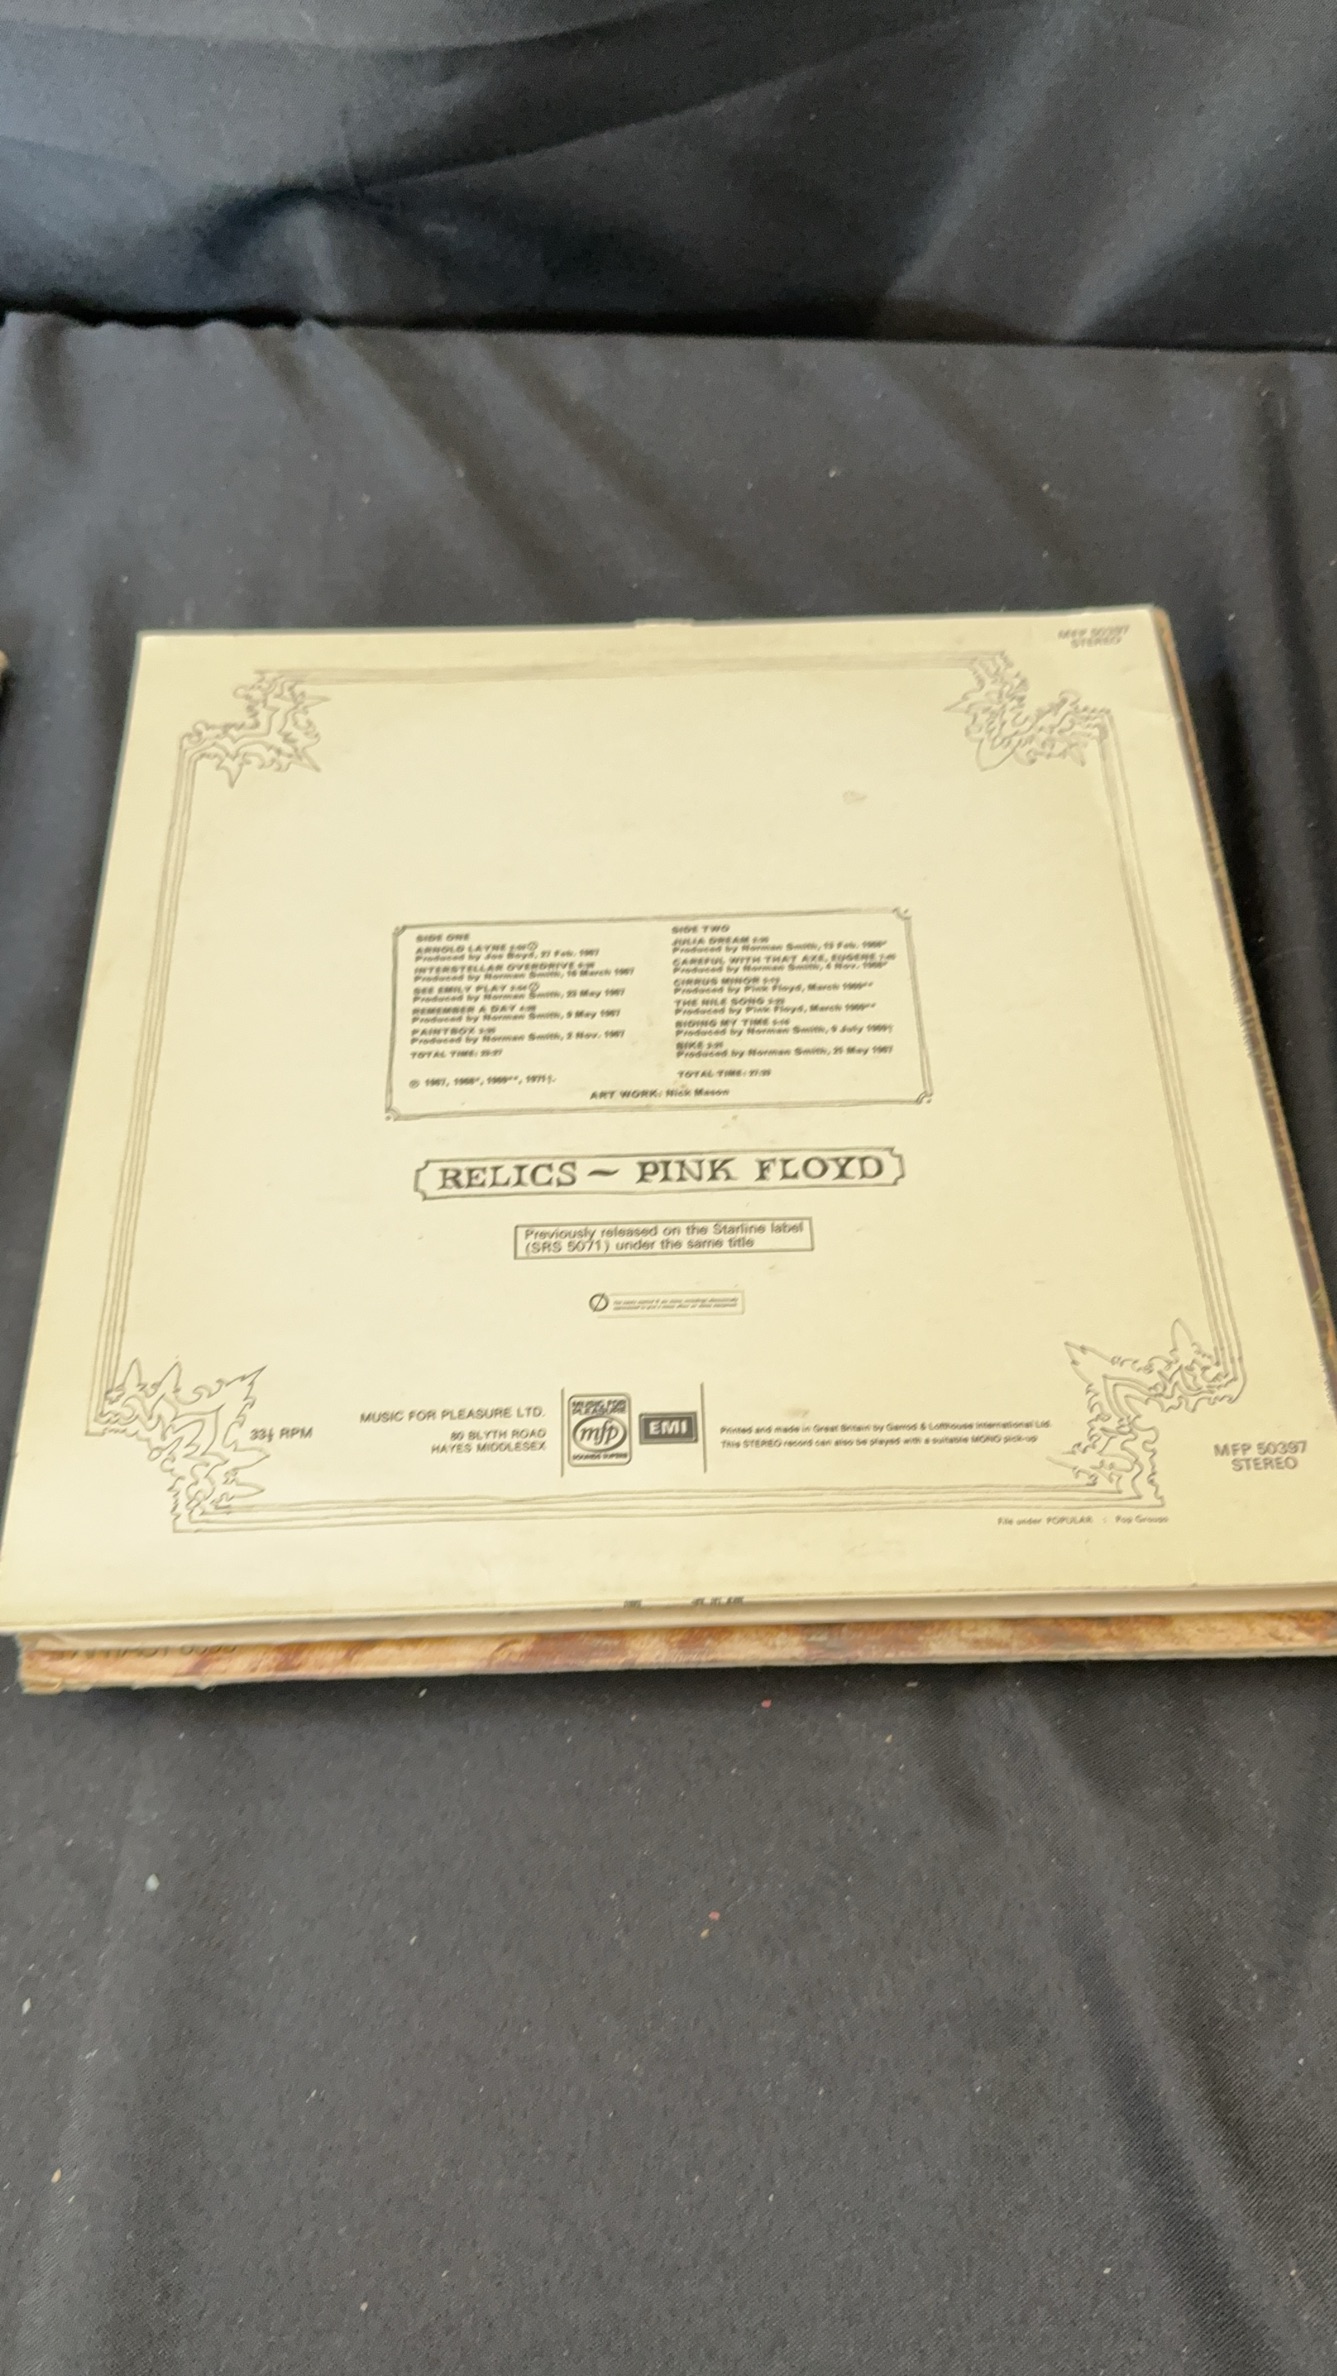 MFP 50397
STEREO
SIDE ONE
ARNOLD LAYNE
Produced by Joe Boyd, 27 Feb. 1967
INTERSTELLAR OVERDRIVE
Produced by Norman Smith, 16 March 1967
SEE EMILY PLAY
Produced by Norman Smith, 23 May 1967
REMEMBER A DAY
Produced by Norman Smith, 9 May 1967
PAINTBOX
Produced by Norman Smith, 2 Nov. 1967
TOTAL TIME:
℗ 1967, 1968*, 1969**, 1971†.
SIDE TWO
JULIA DREAM
Produced by Norman Smith, 13 Feb. 1968*
CAREFUL WITH THAT AXE, EUGENE
Produced by Norman Smith, 4 Nov. 1968*
CIRRUS MINOR
Produced by Pink Floyd, March 1969**
THE NILE SONG
Produced by Pink Floyd, March 1969**
BIDING MY TIME
Produced by Norman Smith, 9 July 1969†
BIKE
Produced by Norman Smith, 21 May 1967
TOTAL TIME:
ART WORK: Nick Mason
RELICS ~ PINK FLOYD
Previously released on the Starline label
(SRS 5071) under the same title
33⅓ RPM
MUSIC FOR PLEASURE LTD.
80 BLYTH ROAD
HAYES MIDDLESEX
MUSIC FOR
PLEASURE
mfp
EMI
Printed and made in Great Britain by Garrod & Lofthouse International Ltd.
This STEREO record can also be played with a suitable MONO pick-up
MFP 50397
STEREO
File under POPULAR : Pop Groups